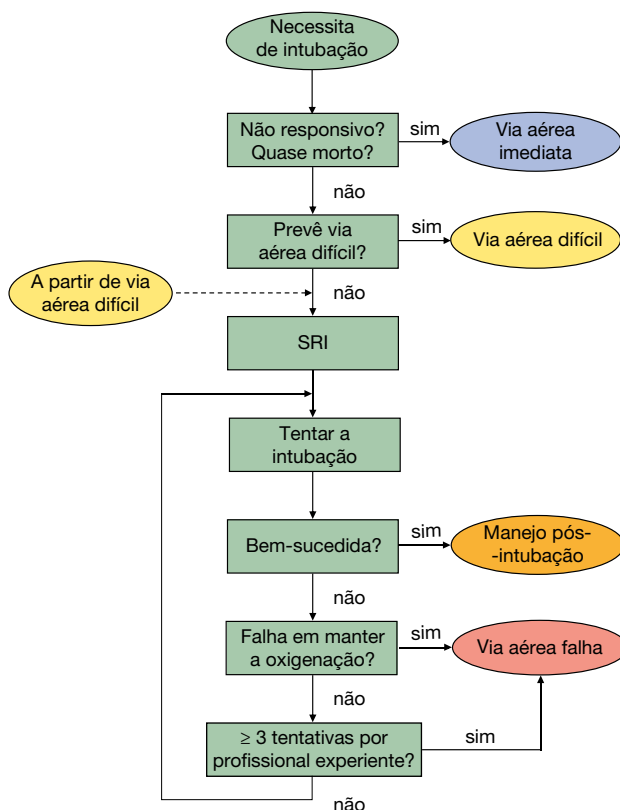 Necessita
de intubação
Não responsivo?
Quase morto?
sim
Via aérea
imediata
não
Prevê via
aérea difícil?
sim
Via aérea difícil
A partir de via
aérea difícil
não
SRI
Tentar a
intubação
Bem-sucedida?
sim
Manejo pós-
-intubação
não
Falha em manter
a oxigenação?
sim
Via aérea falha
não
≥ 3 tentativas por
profissional experiente?
sim
não